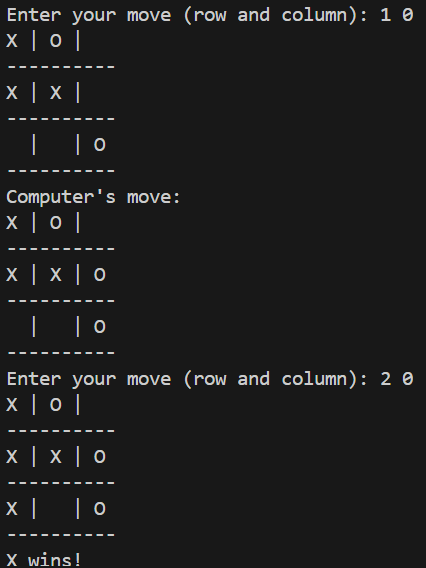 Enter your move (row and column): 1 0
X | O |
----------
X | X |
----------
  |   | O
----------
Computer's move:
X | O |
----------
X | X | O
----------
  |   | O
----------
Enter your move (row and column): 2 0
X | O |
----------
X | X | O
----------
X |   | O
----------
X wins!